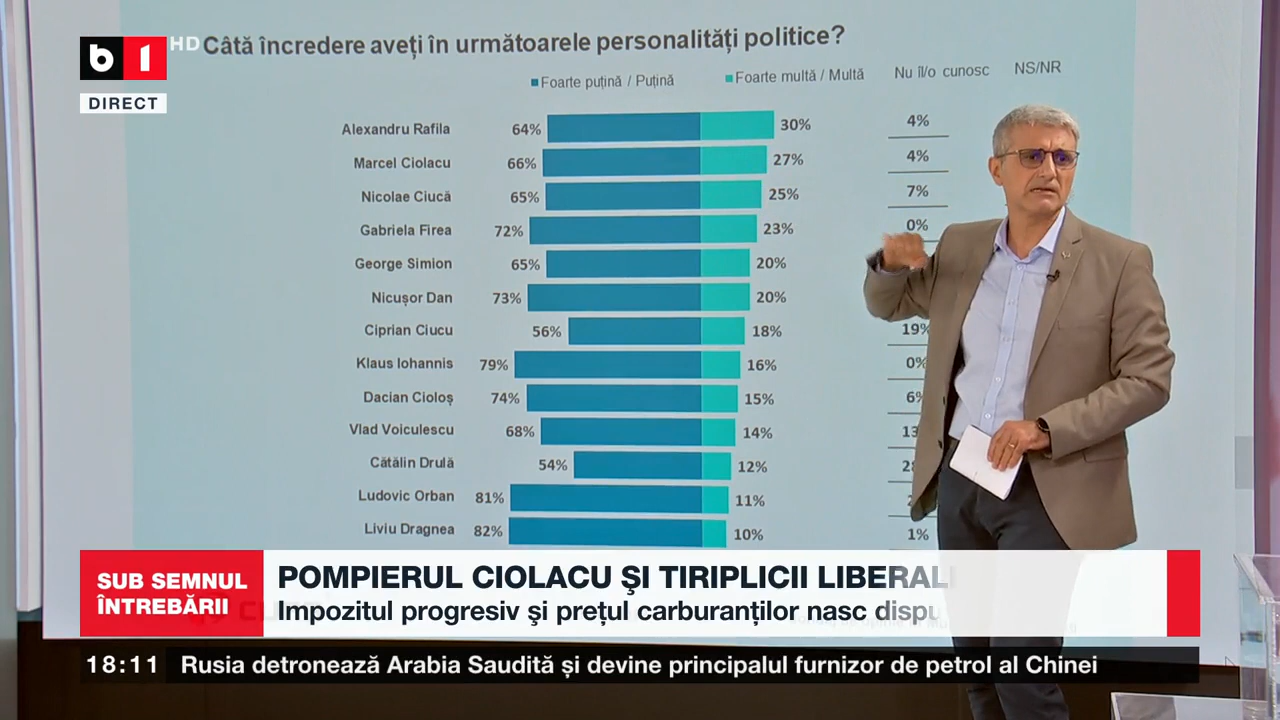 b1 HD
DIRECT
Câtă încredere aveți în următoarele personalități politice?
Foarte puțină / Puțină Foarte multă / Multă Nu îl/o cunosc NS/NR
Alexandru Rafila 64% 30% 4%
Marcel Ciolacu 66% 27% 4%
Nicolae Ciucă 65% 25% 7%
Gabriela Firea 72% 23% 0%
George Simion 65% 20%
Nicușor Dan 73% 20%
Ciprian Ciucu 56% 18% 19%
Klaus Iohannis 79% 16% 0%
Dacian Cioloș 74% 15% 6%
Vlad Voiculescu 68% 14% 13
Cătălin Drulă 54% 12%
Ludovic Orban 81% 11%
Liviu Dragnea 82% 10% 1%
SUB SEMNUL
ÎNTREBĂRII
POMPIERUL CIOLACU ŞI TIRIPLICII LIBERALI
Impozitul progresiv şi prețul carburanților nasc dispu
18:11 Rusia detronează Arabia Saudită și devine principalul furnizor de petrol al Chinei